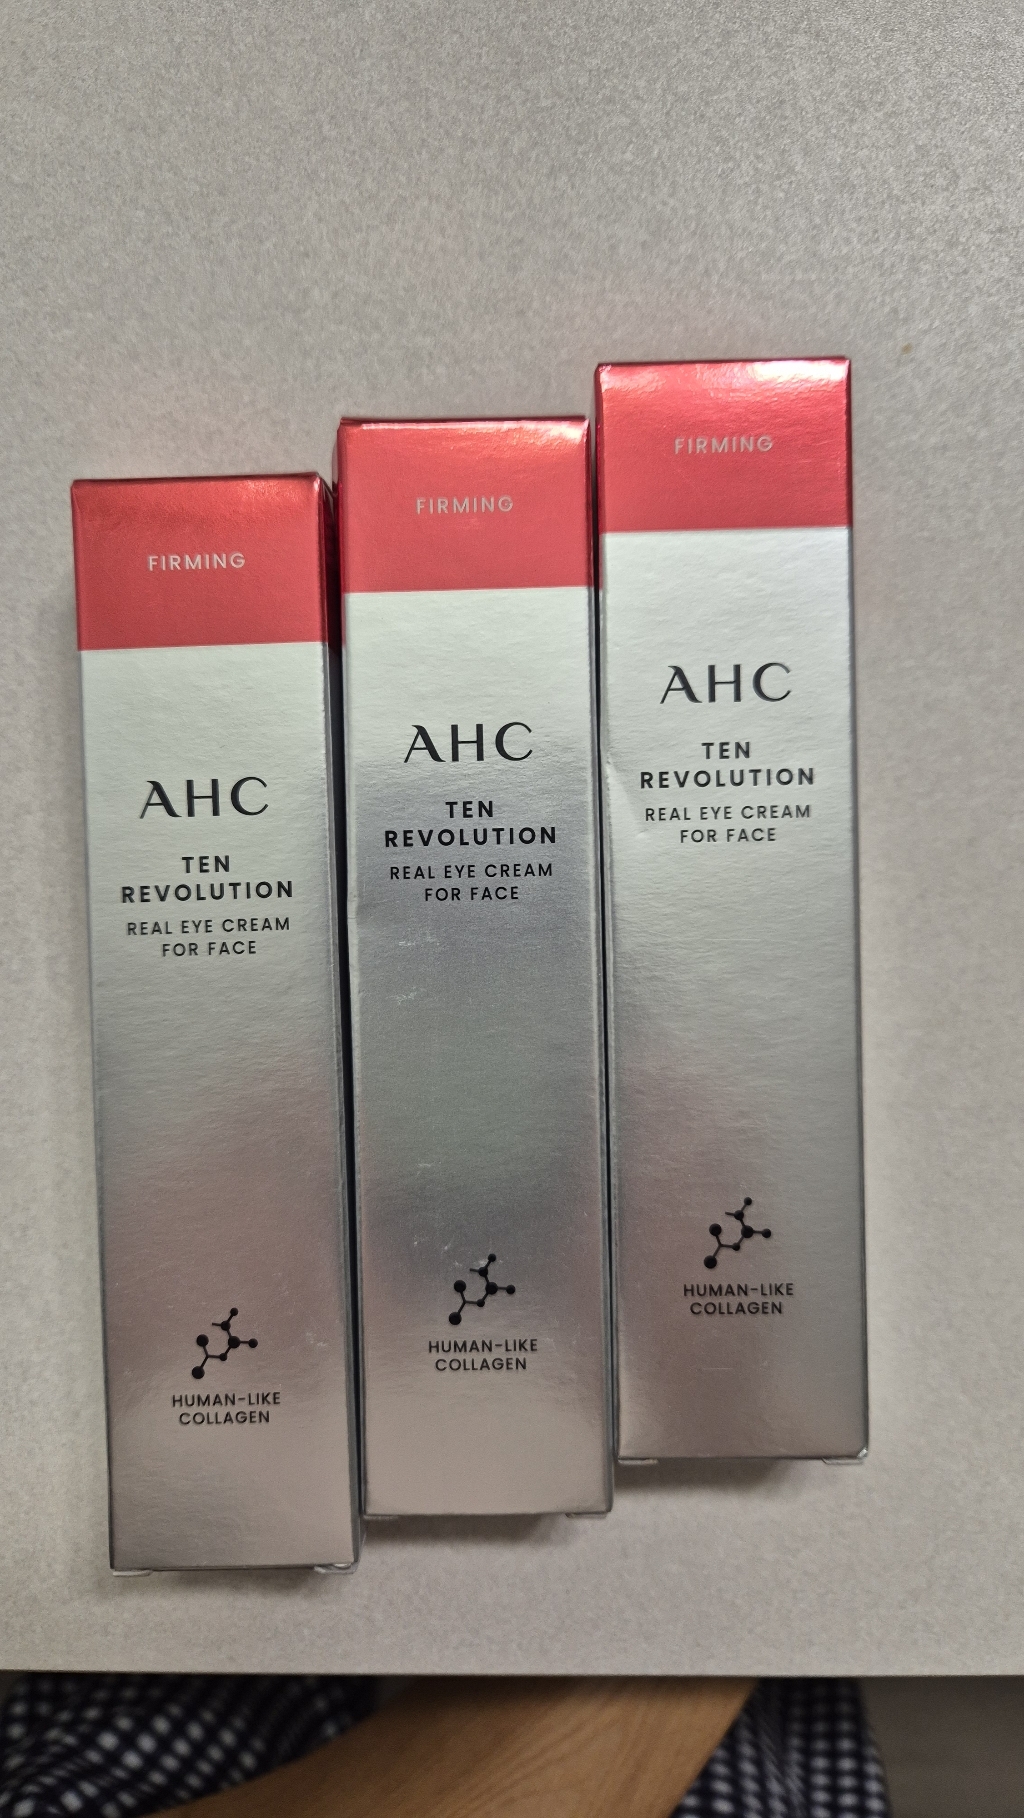 FIRMING
AHC
TEN
REVOLUTION
REAL EYE CREAM
FOR FACE
HUMAN-LIKE
COLLAGEN
FIRMING
AHC
TEN
REVOLUTION
REAL EYE CREAM
FOR FACE
HUMAN-LIKE
COLLAGEN
FIRMING
AHC
TEN
REVOLUTION
REAL EYE CREAM
FOR FACE
HUMAN-LIKE
COLLAGEN